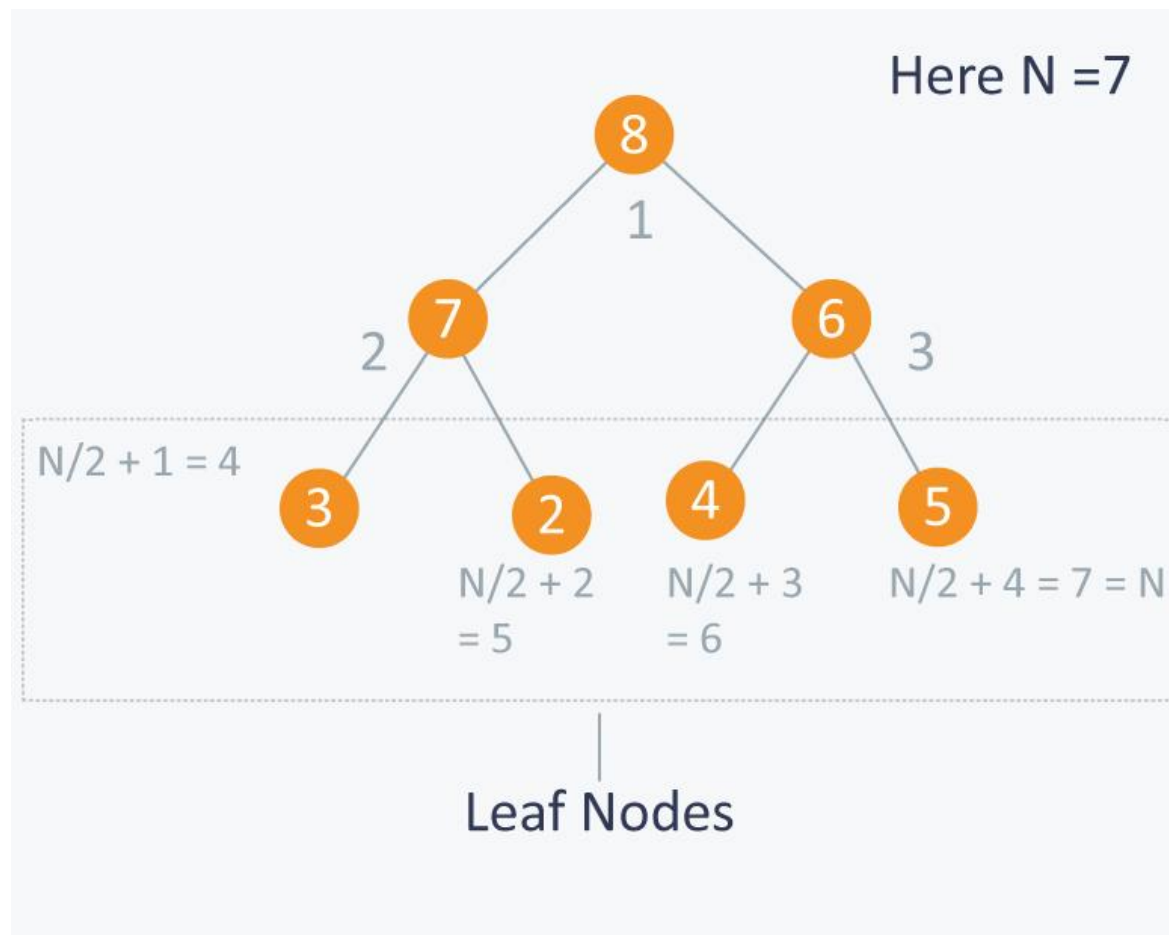 Here N =7
8
1
7
6
2
3
N/2 + 1 = 4
3
2
4
5
N/2 + 2
= 5
N/2 + 3
= 6
N/2 + 4 = 7 = N
Leaf Nodes